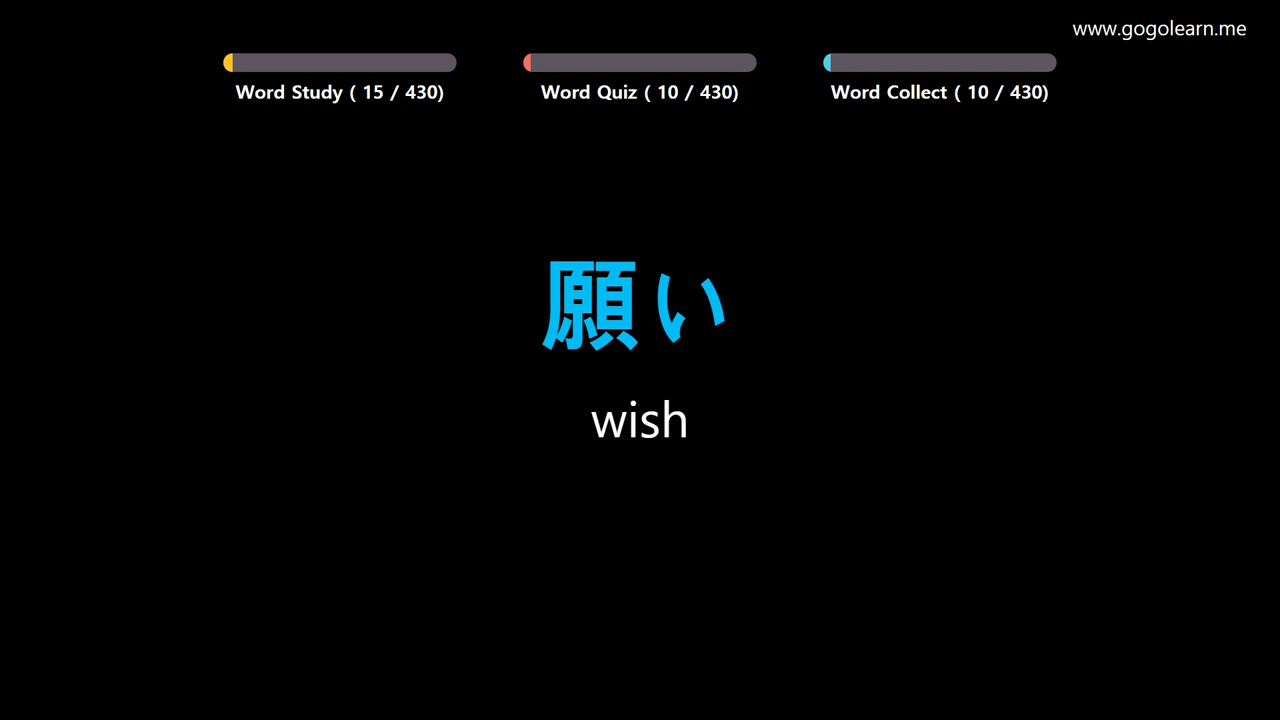 www.gogolearn.me
Word Study ( 15 / 430)
Word Quiz ( 10 / 430)
Word Collect ( 10 / 430)
願い
wish